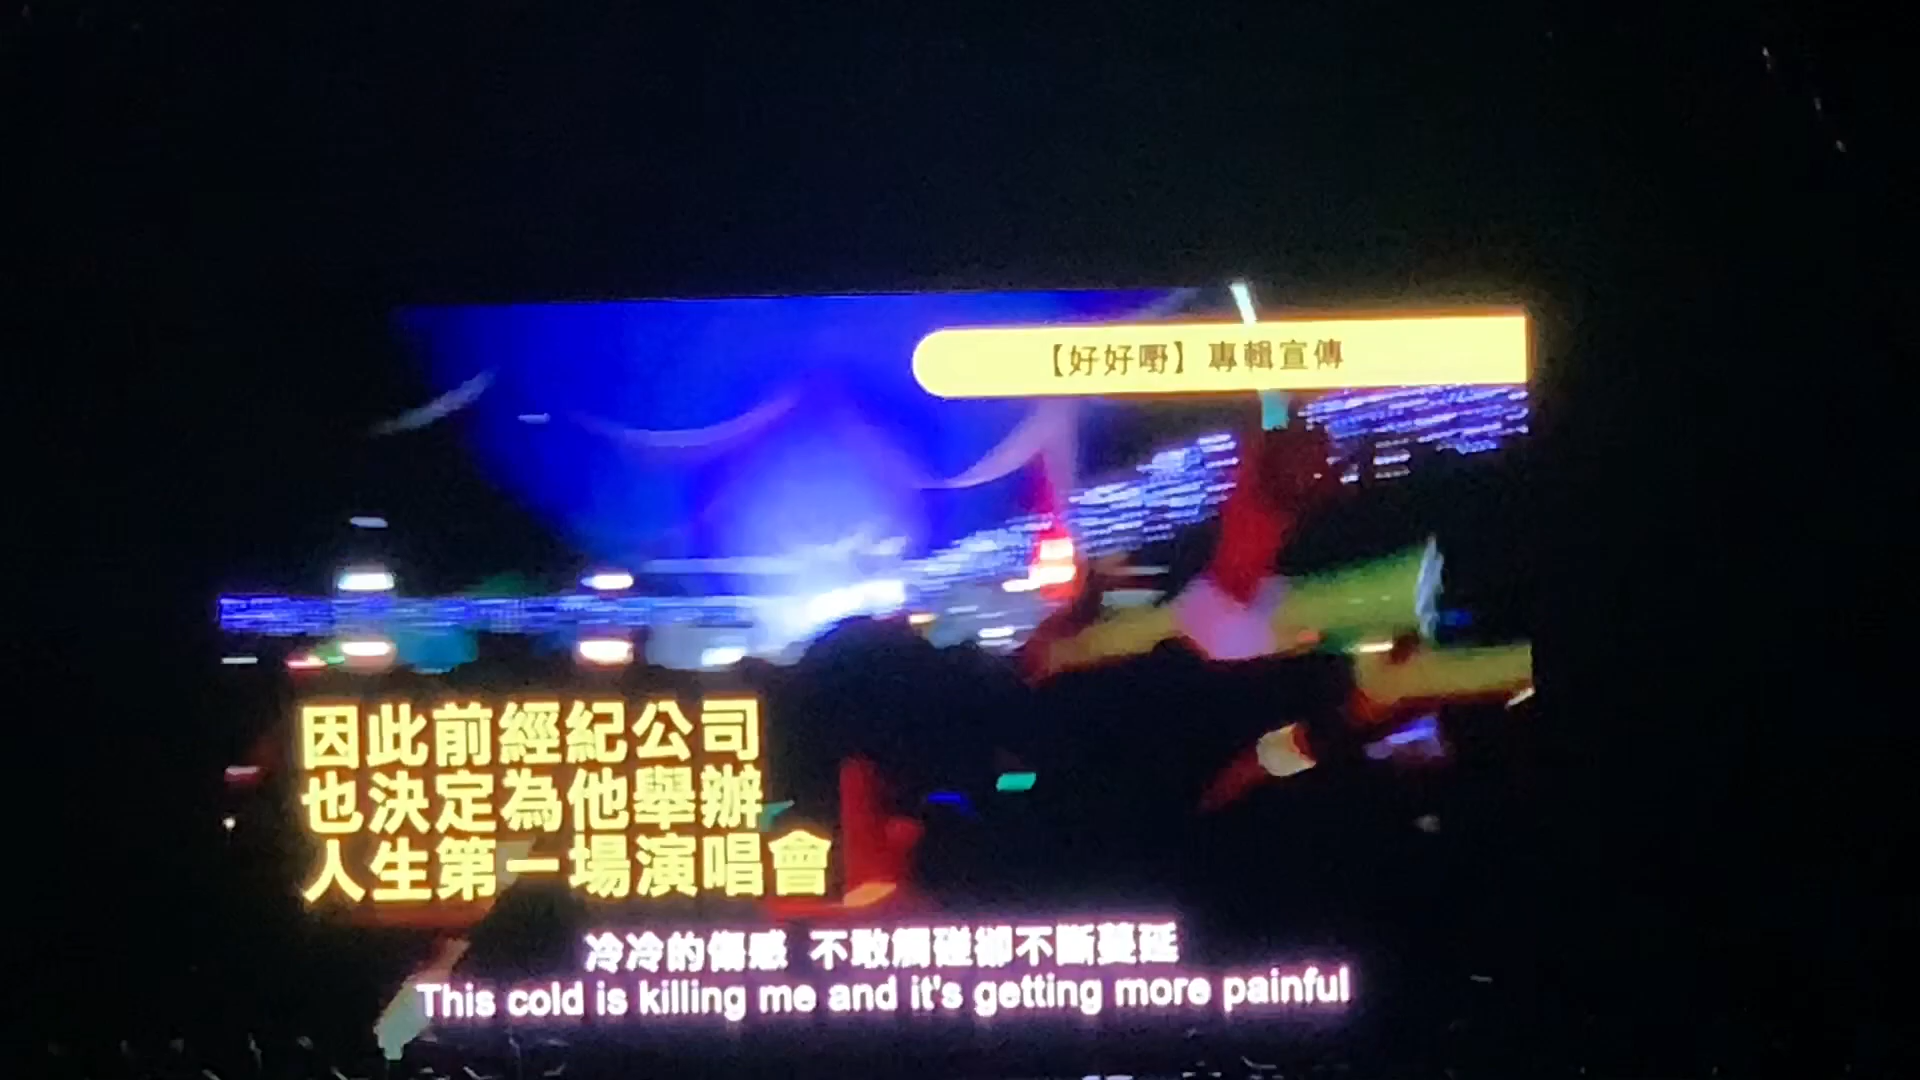 【好好嘢】專輯宣傳
因此前經紀公司
也決定為他舉辦
人生第一場演唱會
冷冷的傷感 不敢觸碰卻不斷蔓延
This cold is killing me and it's getting more painful